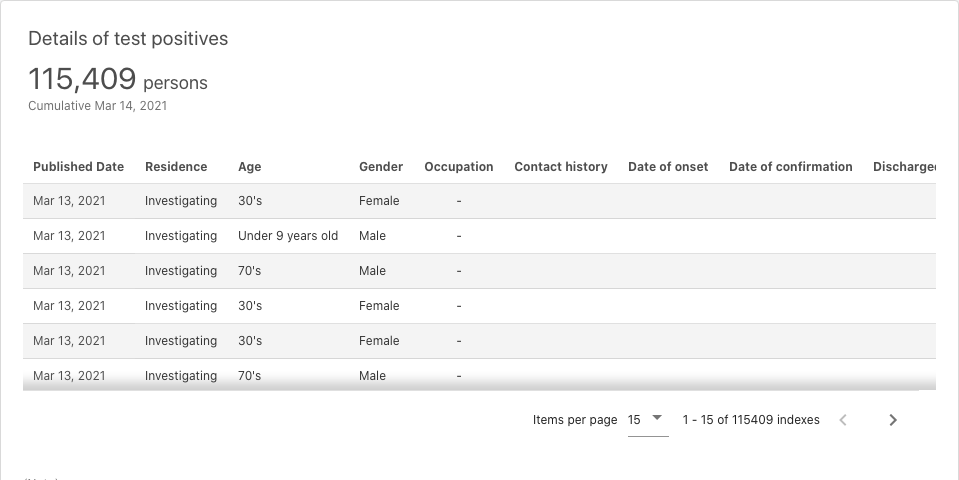 Details of test positives
115,409 persons
Cumulative Mar 14, 2021
Published Date Residence Age Gender Occupation Contact history Date of onset Date of confirmation Discharged
Mar 13, 2021 Investigating 30's Female -
Mar 13, 2021 Investigating Under 9 years old Male -
Mar 13, 2021 Investigating 70's Male -
Mar 13, 2021 Investigating 30's Female -
Mar 13, 2021 Investigating 30's Female -
Mar 13, 2021 Investigating 70's Male -
Items per page 15 1 - 15 of 115409 indexes